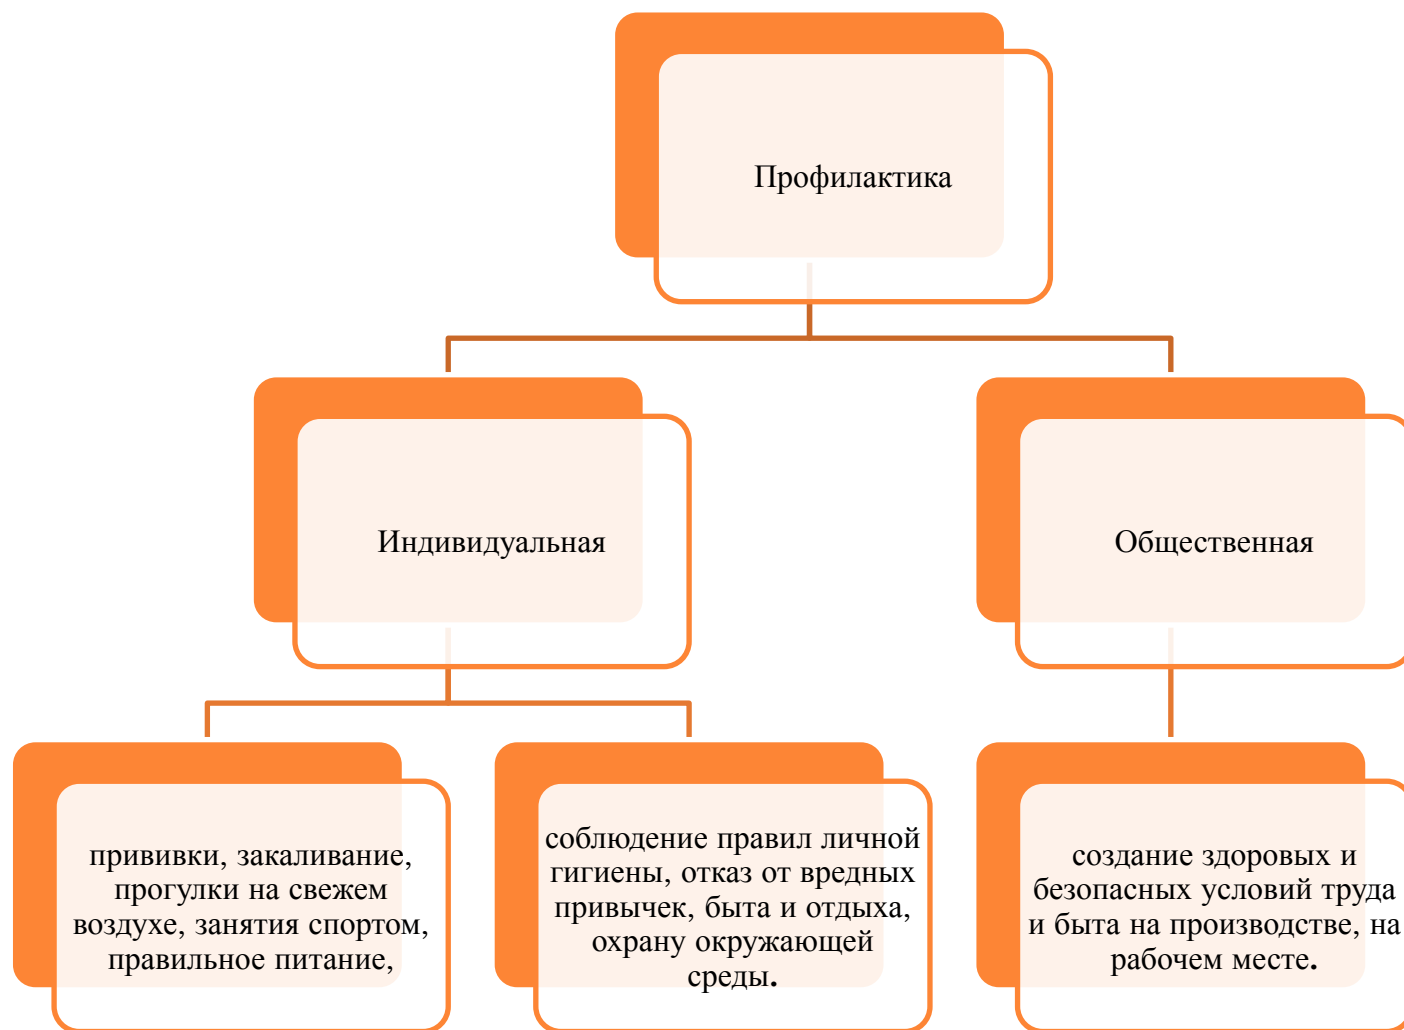 Профилактика
Индивидуальная
Общественная
прививки, закаливание,
прогулки на свежем
воздухе, занятия спортом,
правильное питание,
соблюдение правил личной
гигиены, отказ от вредных
привычек, быта и отдыха,
охрану окружающей
среды.
создание здоровых и
безопасных условий труда
и быта на производстве, на
рабочем месте.